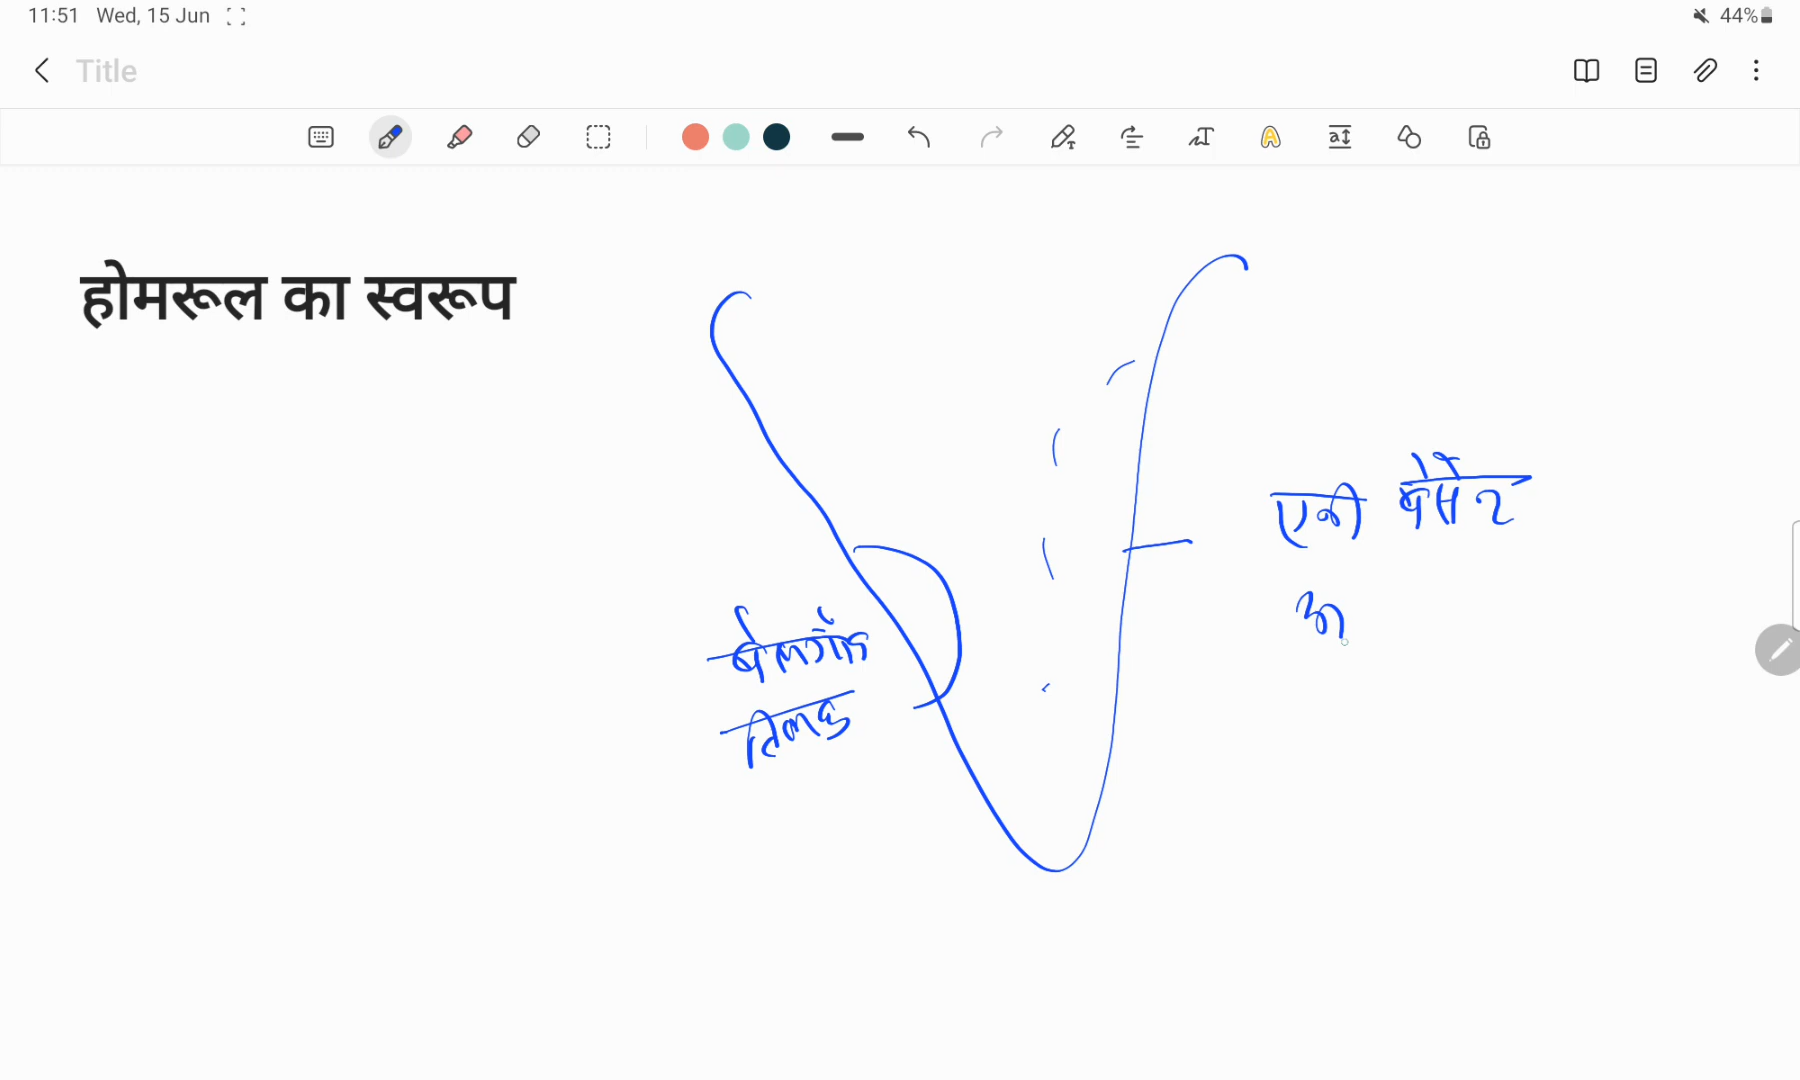 11:51 Wed, 15 Jun
44%
Title
होमरूल का स्वरूप
एनी बेसेंट
बेलगाँव
तिलक
अ